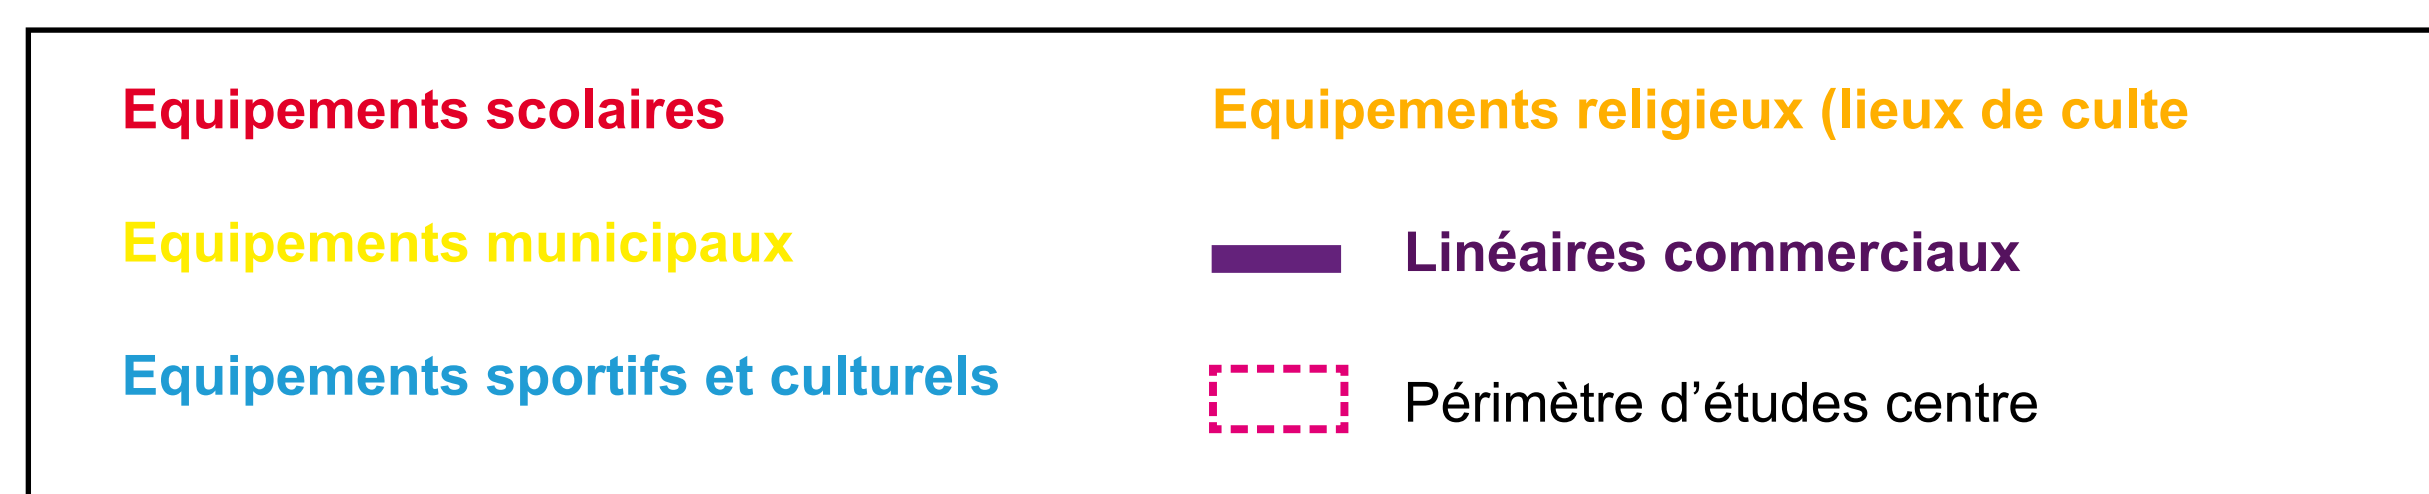 Equipements scolaires
Equipements municipaux
Equipements sportifs et culturels
Equipements religieux (lieux de culte
Linéaires commerciaux
Périmètre d’études centre